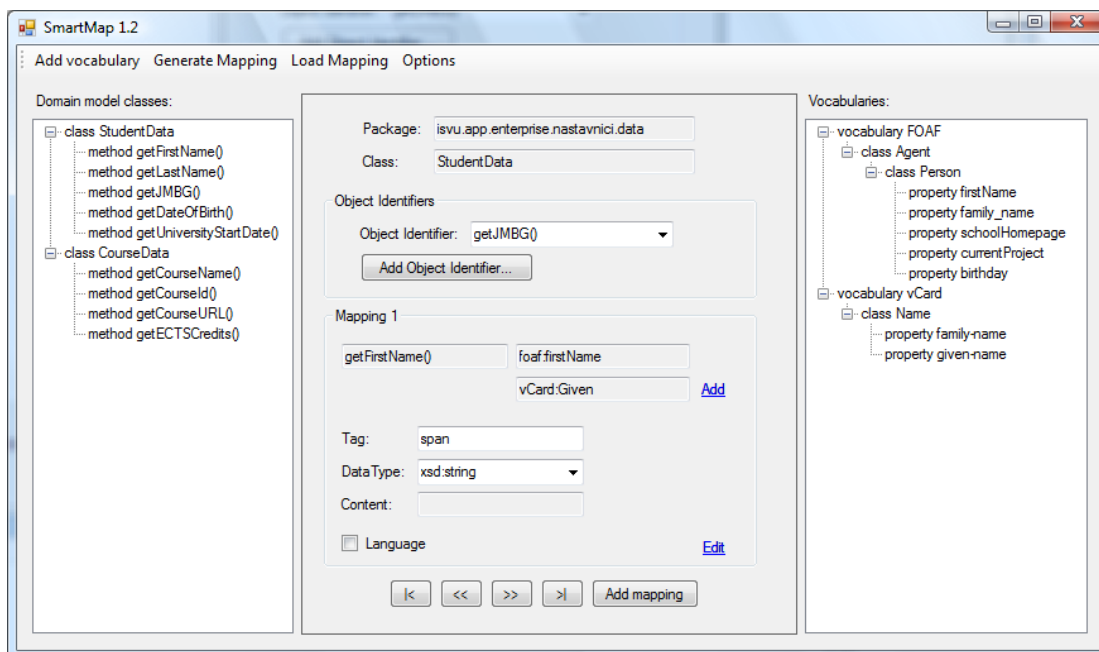 SmartMap 1.2
Add vocabulary Generate Mapping Load Mapping Options
Domain model classes:
class StudentData
method getFirstName()
method getLastName()
method getJMBG()
method getDateOfBirth()
method getUniversityStartDate()
class CourseData
method getCourseName()
method getCourseId()
method getCourseURL()
method getECTSCredits()
Package: isvu.app.enterprise.nastavnici.data
Class: StudentData
Object Identifiers
Object Identifier: getJMBG()
Add Object Identifier...
Mapping 1
getFirstName() foaf:firstName
vCard:Given Add
Tag: span
DataType: xsd:string
Content:
Language Edit
|< << >> >| Add mapping
Vocabularies:
vocabulary FOAF
class Agent
class Person
property firstName
property family_name
property schoolHomepage
property currentProject
property birthday
vocabulary vCard
class Name
property family-name
property given-name